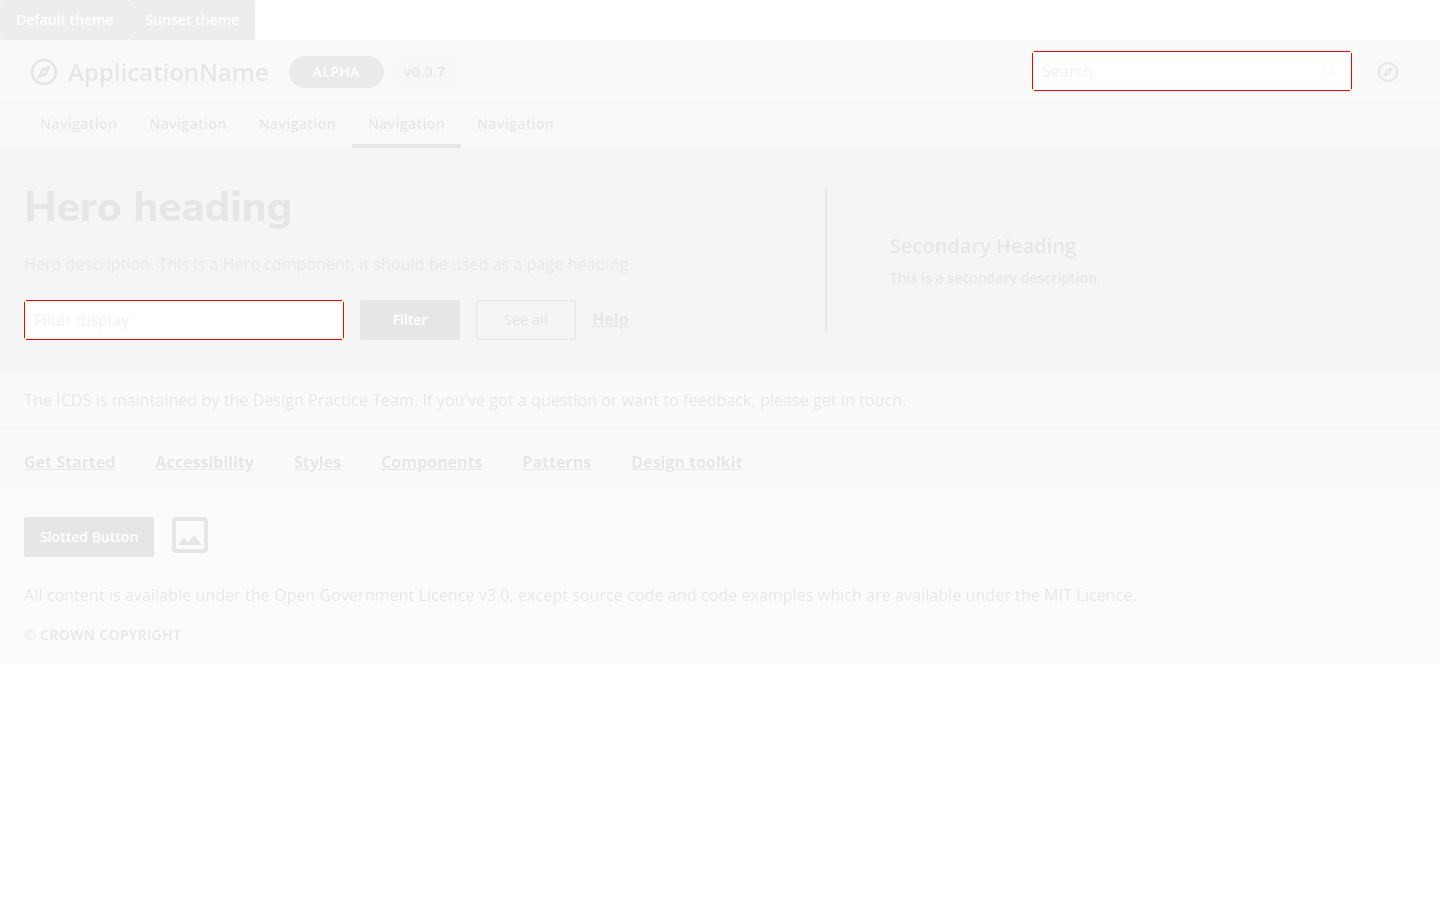 Default theme Sunset theme
ApplicationName ALPHA v0.0.7 Search
Navigation Navigation Navigation Navigation Navigation
Hero heading
Hero description. This is a Hero component, it should be used as a page heading.
Filter display Filter See all Help
Secondary Heading
This is a secondary description.
The ICDS is maintained by the Design Practice Team. If you've got a question or want to feedback, please get in touch.
Get Started Accessibility Styles Components Patterns Design toolkit
Slotted Button
All content is available under the Open Government Licence v3.0, except source code and code examples which are available under the MIT Licence.
© CROWN COPYRIGHT